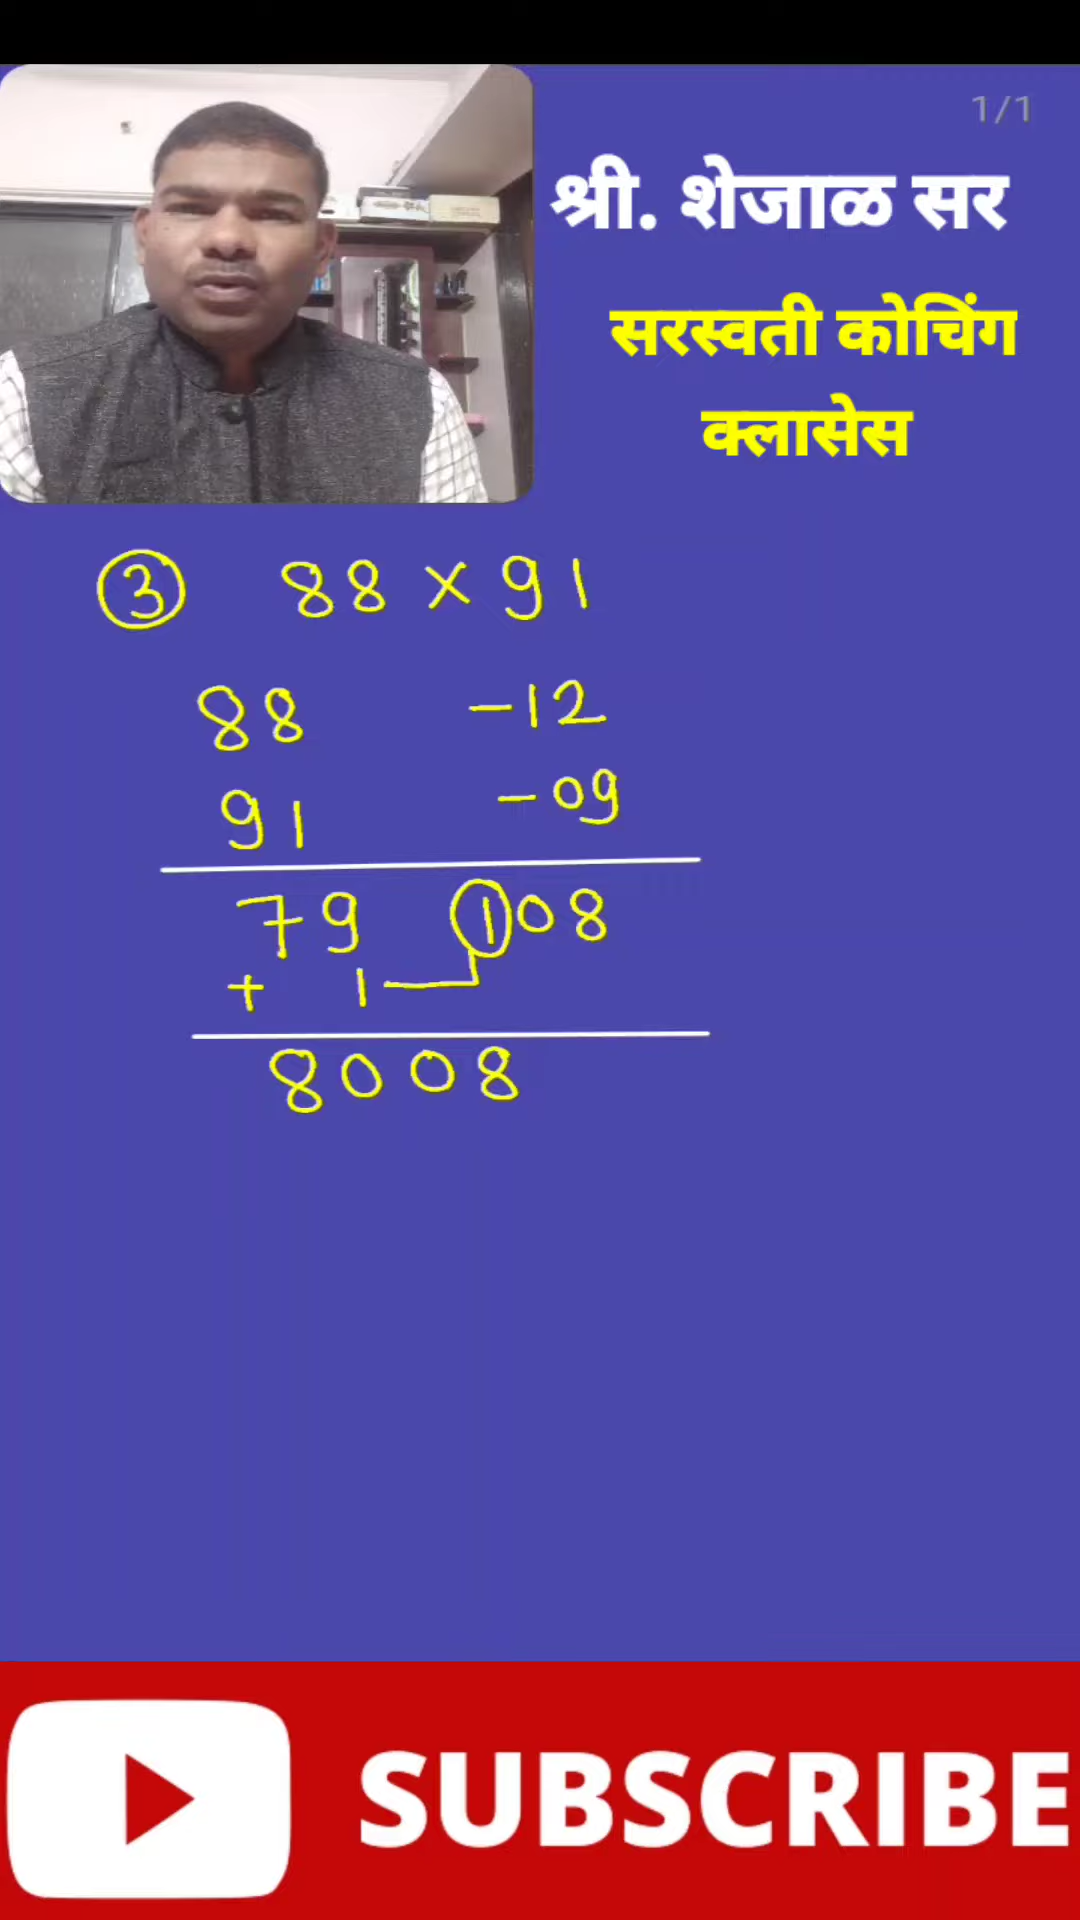 1/1
श्री. शेजाळ सर
सरस्वती कोचिंग
क्लासेस
3 88 × 91
88 -12
91 -09
79 108
+ 1
8008
SUBSCRIBE